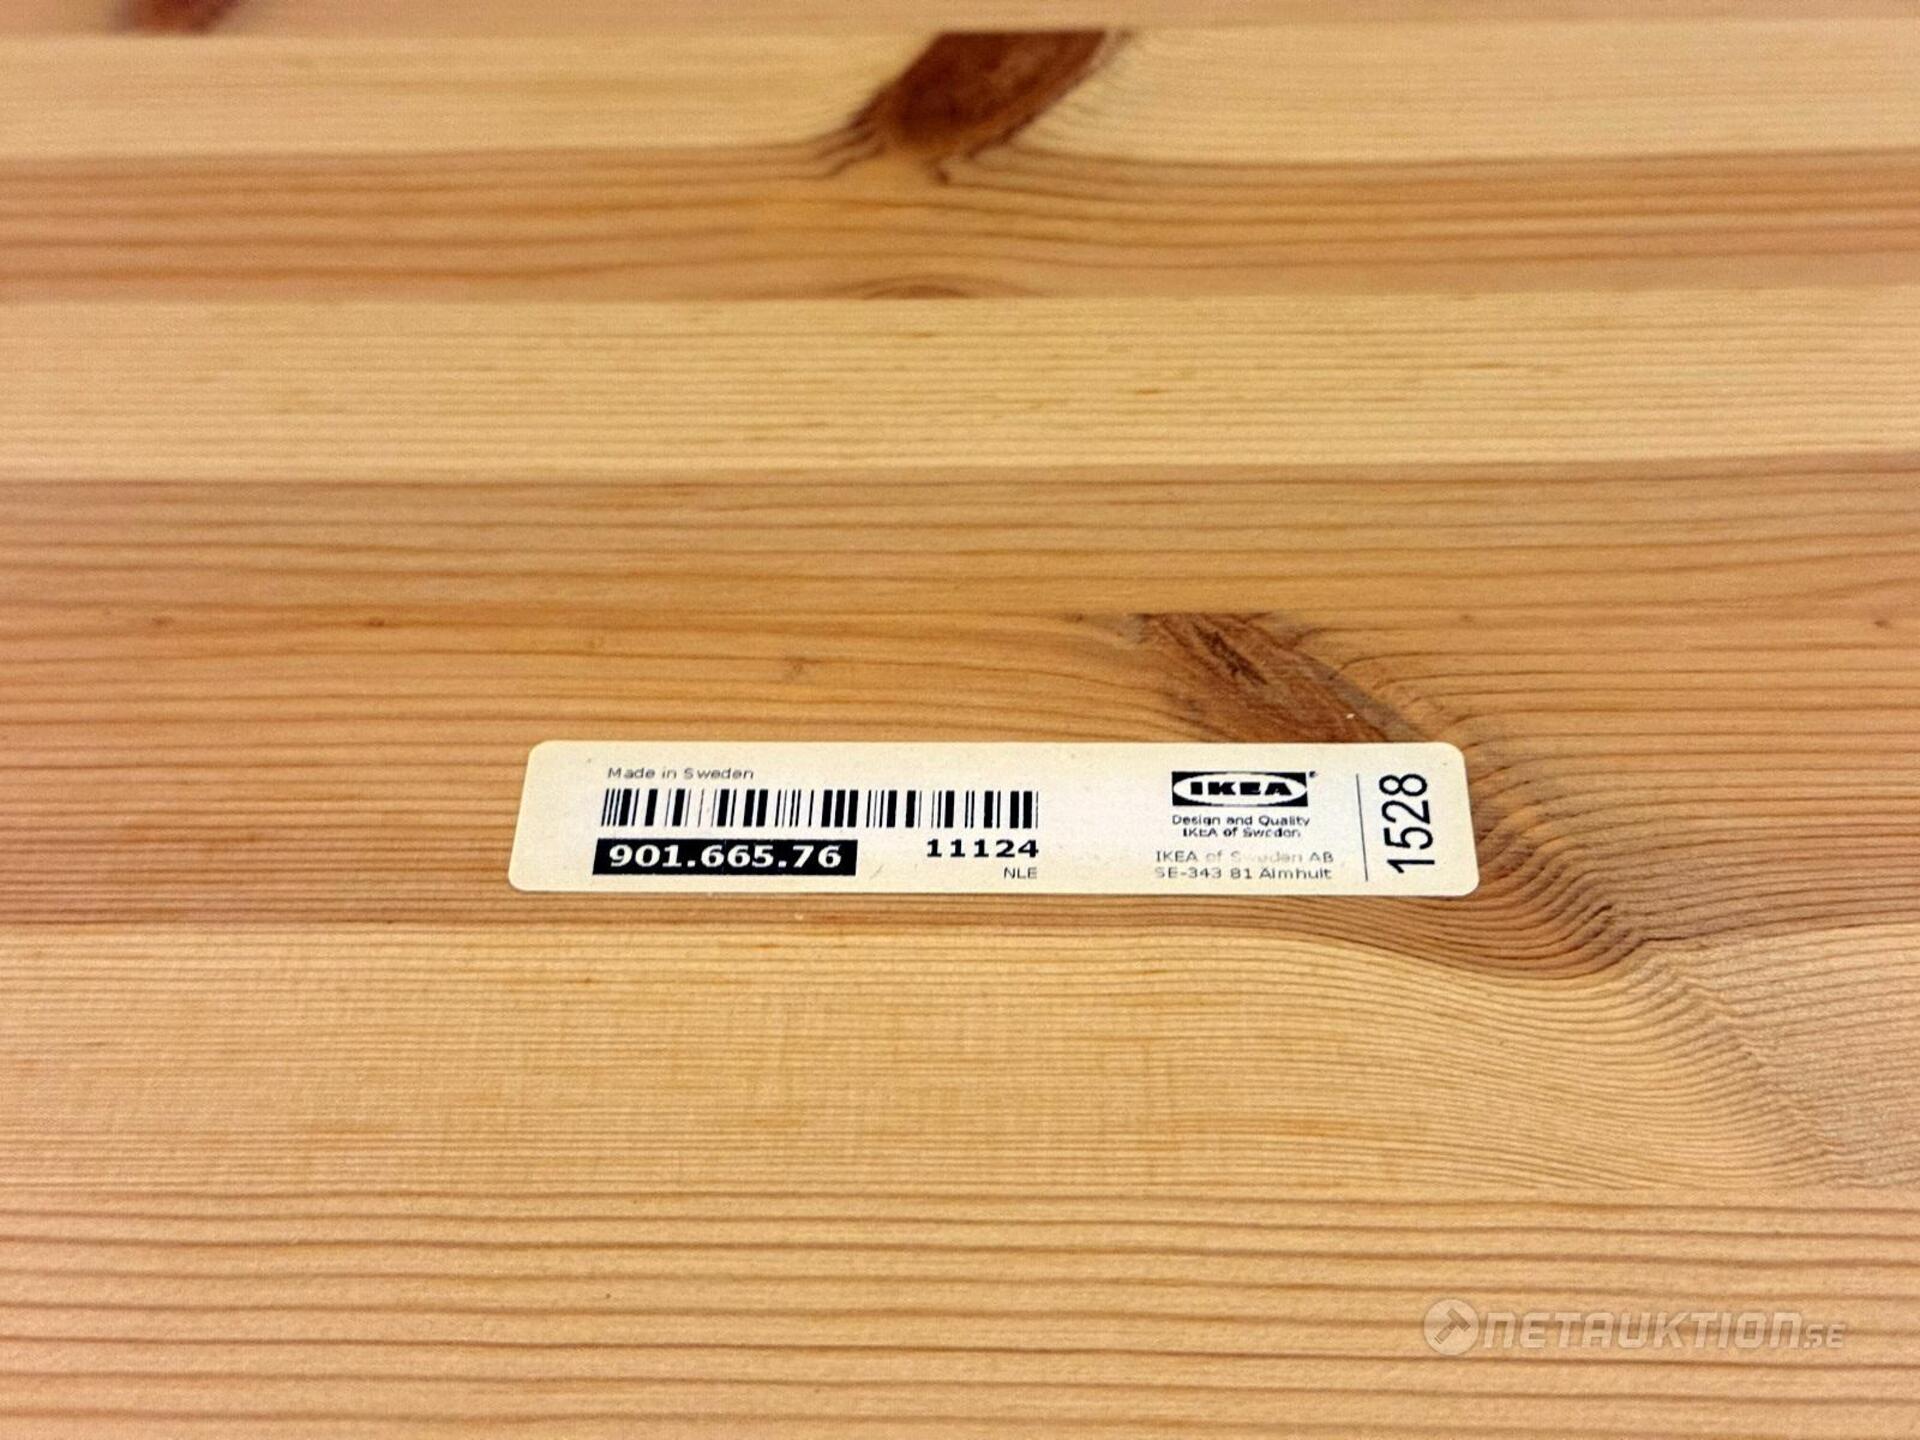 Made in Sweden
901.665.76
11124
NLE
IKEA
Design and Quality
IKEA of Sweden
IKEA of Sweden AB
SE-343 81 Älmhult
1528
NETAUKTION.SE